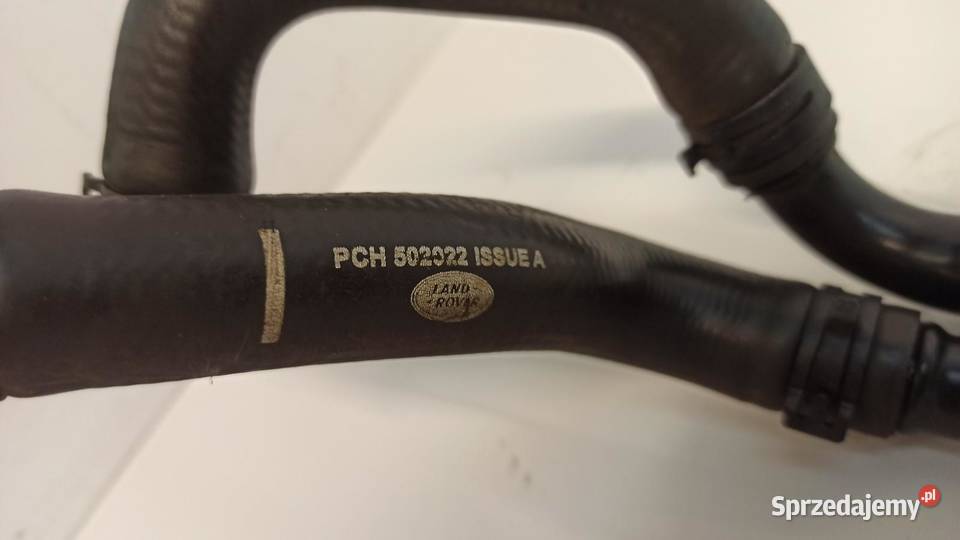 PCH 502022 ISSUE A
LAND
ROVER
Sprzedajemy.pl